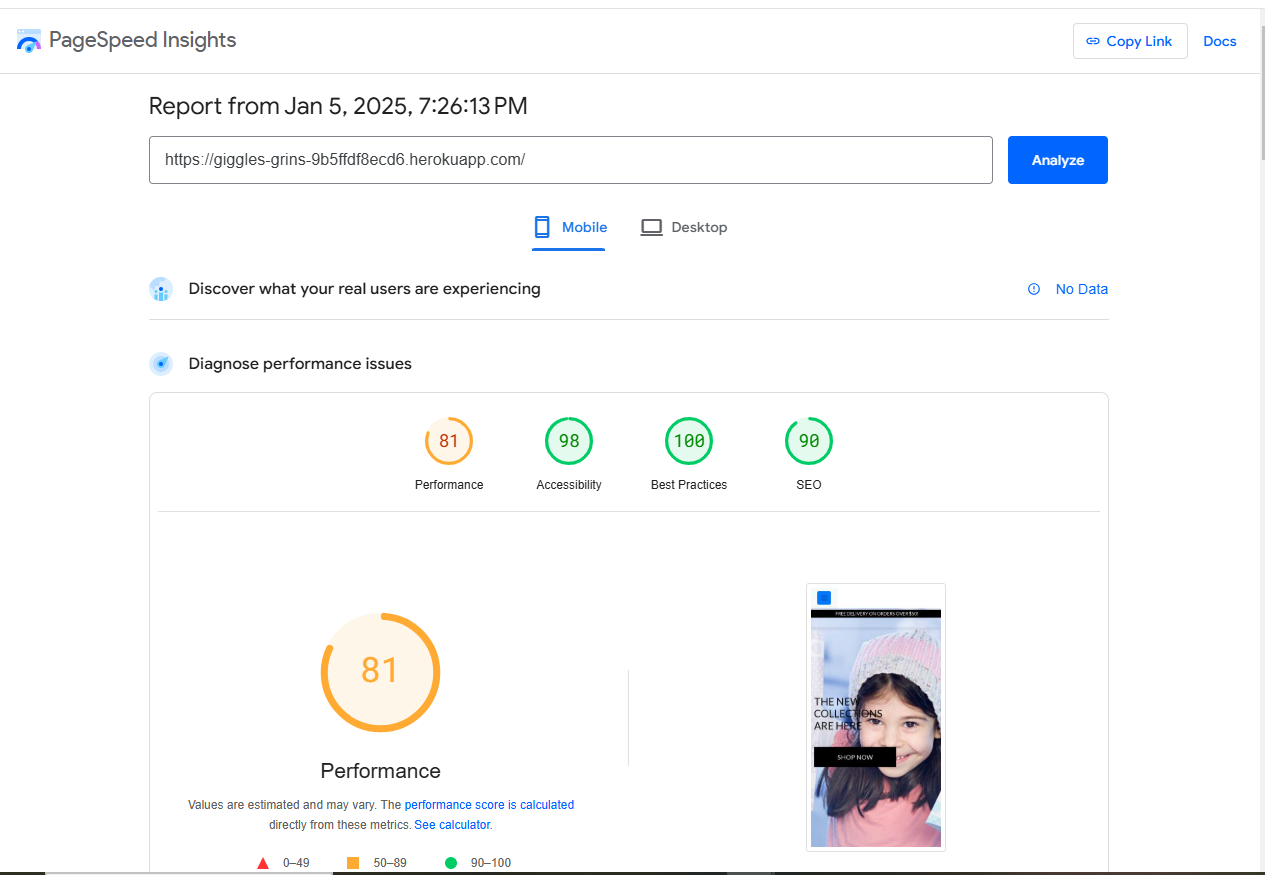 PageSpeed Insights
Copy Link
Docs
Report from Jan 5, 2025, 7:26:13 PM
https://giggles-grins-9b5ffdf8ecd6.herokuapp.com/
Analyze
Mobile
Desktop
Discover what your real users are experiencing
No Data
Diagnose performance issues
81
98
100
90
Performance
Accessibility
Best Practices
SEO
81
FREE DELIVERY ON ORDERS OVER $50!
THE NEW
COLLECTIONS
ARE HERE
SHOP NOW
Performance
Values are estimated and may vary. The performance score is calculated
directly from these metrics. See calculator.
0–49
50–89
90–100